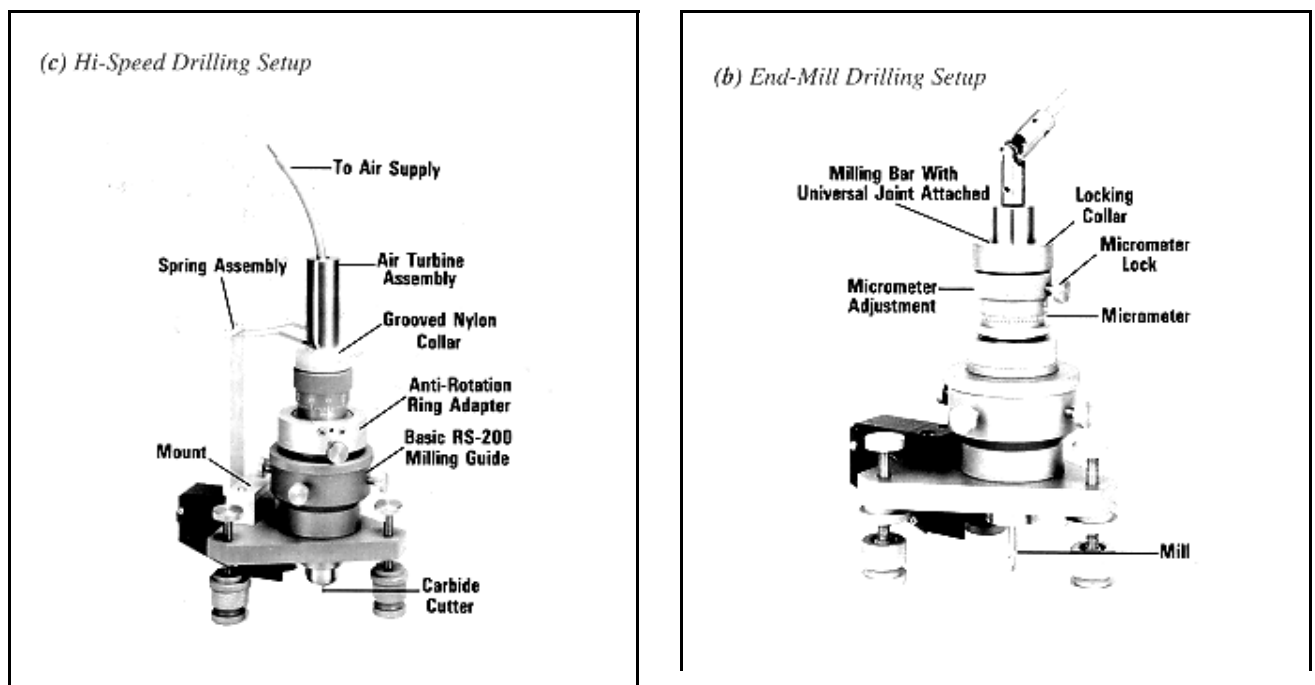 (c) Hi-Speed Drilling Setup
To Air Supply
Spring Assembly
Air Turbine
Assembly
Grooved Nylon
Collar
Anti-Rotation
Ring Adapter
Basic RS-200
Milling Guide
Mount
Carbide
Cutter
(b) End-Mill Drilling Setup
Milling Bar With
Universal Joint Attached
Locking
Collar
Micrometer
Lock
Micrometer
Adjustment
Micrometer
Mill